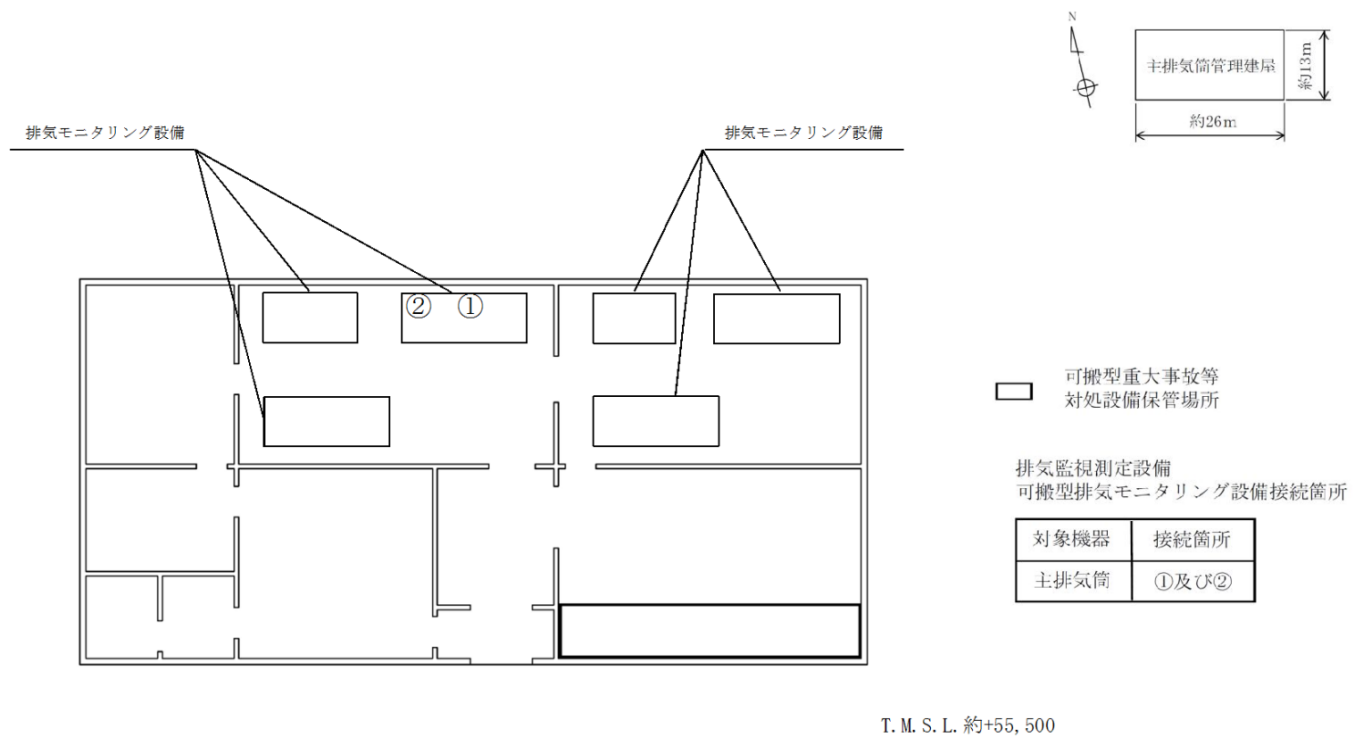 N
主排気筒管理建屋
約13m
約26m
排気モニタリング設備
排気モニタリング設備
② ①
可搬型重大事故等
対処設備保管場所
排気監視測定設備
可搬型排気モニタリング設備接続箇所
対象機器 接続箇所
主排気筒 ①及び②
T.M.S.L.約+55,500